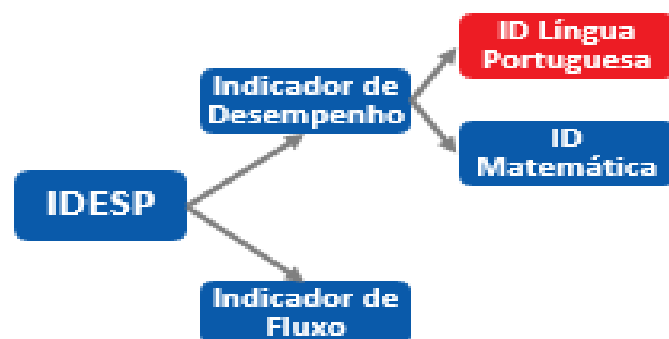 ID Língua
Portuguesa
Indicador de
Desempenho
ID
Matemática
IDESP
Indicador de
Fluxo